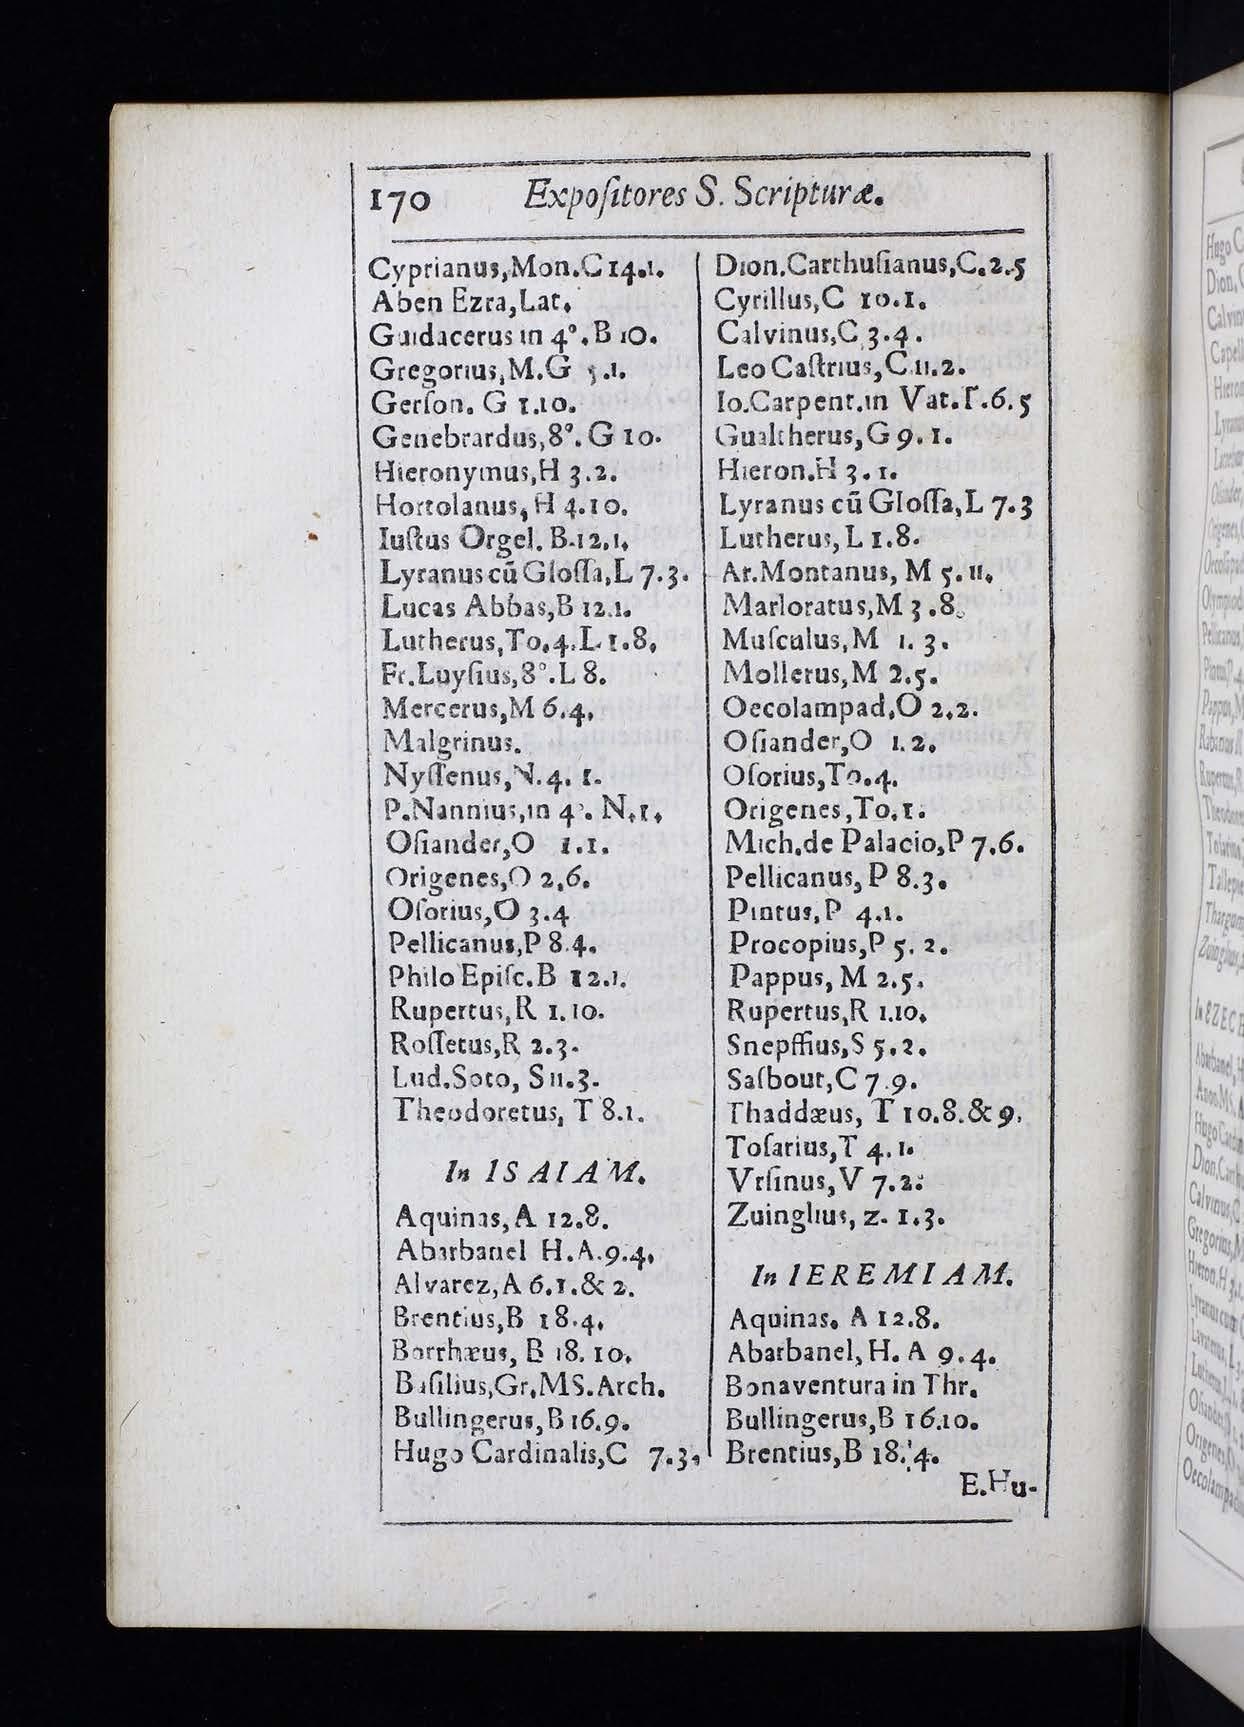 170 Expoſitores S. Scripturæ.
Cyprianus, Mon. C 14.1.
Aben Ezra, Lat.
Guidacerus in 4°. B 10.
Gregorius, M. G 5.1.
Gerſon. G 1.10.
Genebrardus, 8°. G 10.
Hieronymus, H 3.2.
Hortolanus, H 4.10.
Iuſtus Orgel. B. 12.1.
Lyranus cũ Gloſſa, L 7.3.
Lucas Abbas, B 12.1.
Lutherus, To. 4. L. 1.8.
Fr. Luyſius, 8°. L 8.
Mercerus, M 6.4.
Malgrinus.
Nyſſenus, N. 4. 1.
P. Nannius, in 4°. N. 1.
Oſiander, O 1.1.
Origenes, O 2.6.
Oſorius, O 3.4
Pellicanus, P 8.4.
Philo Epiſc. B 12.1.
Rupertus, R 1.10.
Roſſetus, R 2.3.
Lud. Soto, S 11.3.
Theodoretus, T 8.1.
In ISAIAM.
Aquinas, A 12.8.
Abarbanel H. A. 9.4.
Alvarez, A 6.1. & 2.
Brentius, B 18.4.
Borrhæus, B 18.10.
Baſilius, Gr. MS. Arch.
Bullingerus, B 16.9.
Hugo Cardinalis, C 7.3.
Dion. Carthuſianus, C. 2.5
Cyrillus, C 10.1.
Calvinus, C 3.4.
Leo Caſtrius, C. 11.2.
Io. Carpent. in Vat. T. 6.5
Gualtherus, G 9.1.
Hieron. H 3.1.
Lyranus cũ Gloſſa, L 7.3
Lutherus, L 1.8.
Ar. Montanus, M 5.11.
Marloratus, M 3.8.
Muſculus, M 1.3.
Mollerus, M 2.5.
Oecolampad. O 2.2.
Oſiander, O 1.2.
Oſorius, To. 4.
Origenes, To. 1.
Mich. de Palacio, P 7.6.
Pellicanus, P 8.3.
Pintus, P 4.1.
Procopius, P 5.2.
Pappus, M 2.5.
Rupertus, R 1.10.
Snepffius, S 5.2.
Saſbout, C 7.9.
Thaddæus, T 10.8. & 9.
Toſarius, T 4.1.
Vrſinus, V 7.2.
Zuinglius, z. 1.3.
In IEREMIAM.
Aquinas. A 12.8.
Abarbanel, H. A 9.4.
Bonaventura in Thr.
Bullingerus, B 16.10.
Brentius, B 18.4.
E. Hu-